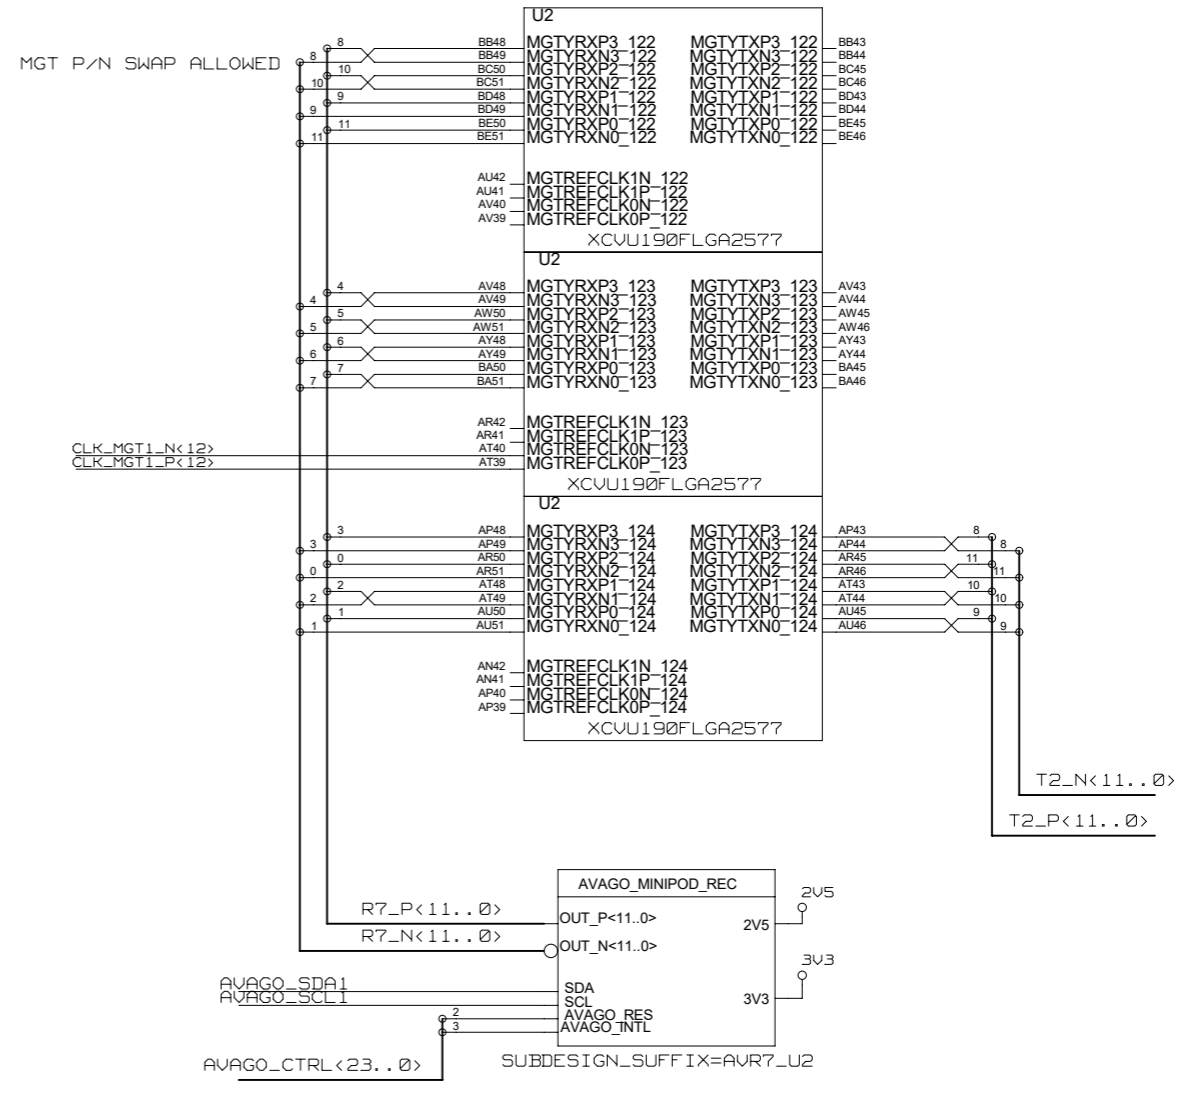 U2
8 BB48 MGTYRXP3_122 MGTYTXP3_122 BB43
MGT P/N SWAP ALLOWED 8 BB49 MGTYRXN3_122 MGTYTXN3_122 BB44
10 BC50 MGTYRXP2_122 MGTYTXP2_122 BC45
10 BC51 MGTYRXN2_122 MGTYTXN2_122 BC46
9 BD48 MGTYRXP1_122 MGTYTXP1_122 BD43
9 BD49 MGTYRXN1_122 MGTYTXN1_122 BD44
11 BE50 MGTYRXP0_122 MGTYTXP0_122 BE45
11 BE51 MGTYRXN0_122 MGTYTXN0_122 BE46
AU42 MGTREFCLK1N_122
AU41 MGTREFCLK1P_122
AV40 MGTREFCLK0N_122
AV39 MGTREFCLK0P_122
XCVU190FLGA2577
U2
4 AV48 MGTYRXP3_123 MGTYTXP3_123 AV43
4 AV49 MGTYRXN3_123 MGTYTXN3_123 AV44
5 AW50 MGTYRXP2_123 MGTYTXP2_123 AW45
5 AW51 MGTYRXN2_123 MGTYTXN2_123 AW46
6 AY48 MGTYRXP1_123 MGTYTXP1_123 AY43
6 AY49 MGTYRXN1_123 MGTYTXN1_123 AY44
7 BA50 MGTYRXP0_123 MGTYTXP0_123 BA45
7 BA51 MGTYRXN0_123 MGTYTXN0_123 BA46
AR42 MGTREFCLK1N_123
AR41 MGTREFCLK1P_123
CLK_MGT1_N<12> AT40 MGTREFCLK0N_123
CLK_MGT1_P<12> AT39 MGTREFCLK0P_123
XCVU190FLGA2577
U2
3 AP48 MGTYRXP3_124 MGTYTXP3_124 AP43 8
3 AP49 MGTYRXN3_124 MGTYTXN3_124 AP44 8
0 AR50 MGTYRXP2_124 MGTYTXP2_124 AR45 11
0 AR51 MGTYRXN2_124 MGTYTXN2_124 AR46 11
2 AT48 MGTYRXP1_124 MGTYTXP1_124 AT43 10
2 AT49 MGTYRXN1_124 MGTYTXN1_124 AT44 10
1 AU50 MGTYRXP0_124 MGTYTXP0_124 AU45 9
1 AU51 MGTYRXN0_124 MGTYTXN0_124 AU46 9
AN42 MGTREFCLK1N_124
AN41 MGTREFCLK1P_124
AP40 MGTREFCLK0N_124
AP39 MGTREFCLK0P_124
XCVU190FLGA2577
T2_N<11..0>
T2_P<11..0>
AVAGO_MINIPOD_REC
2V5
R7_P<11..0> OUT_P<11..0> 2V5
R7_N<11..0> OUT_N<11..0>
3V3
AVAGO_SDA1 SDA
AVAGO_SCL1 SCL 3V3
2 AVAGO_RES
3 AVAGO_INTL
AVAGO_CTRL<23..0> SUBDESIGN_SUFFIX=AVR7_U2